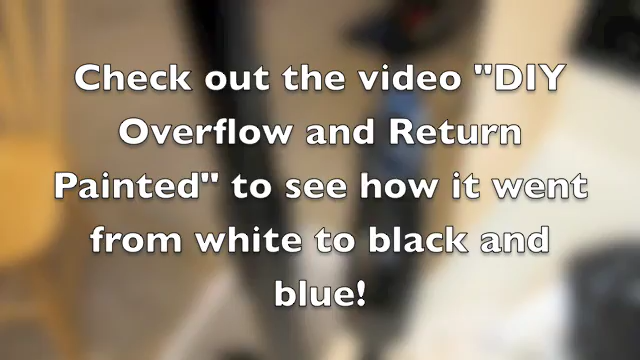 Check out the video "DIY
Overflow and Return
Painted" to see how it went
from white to black and
blue!